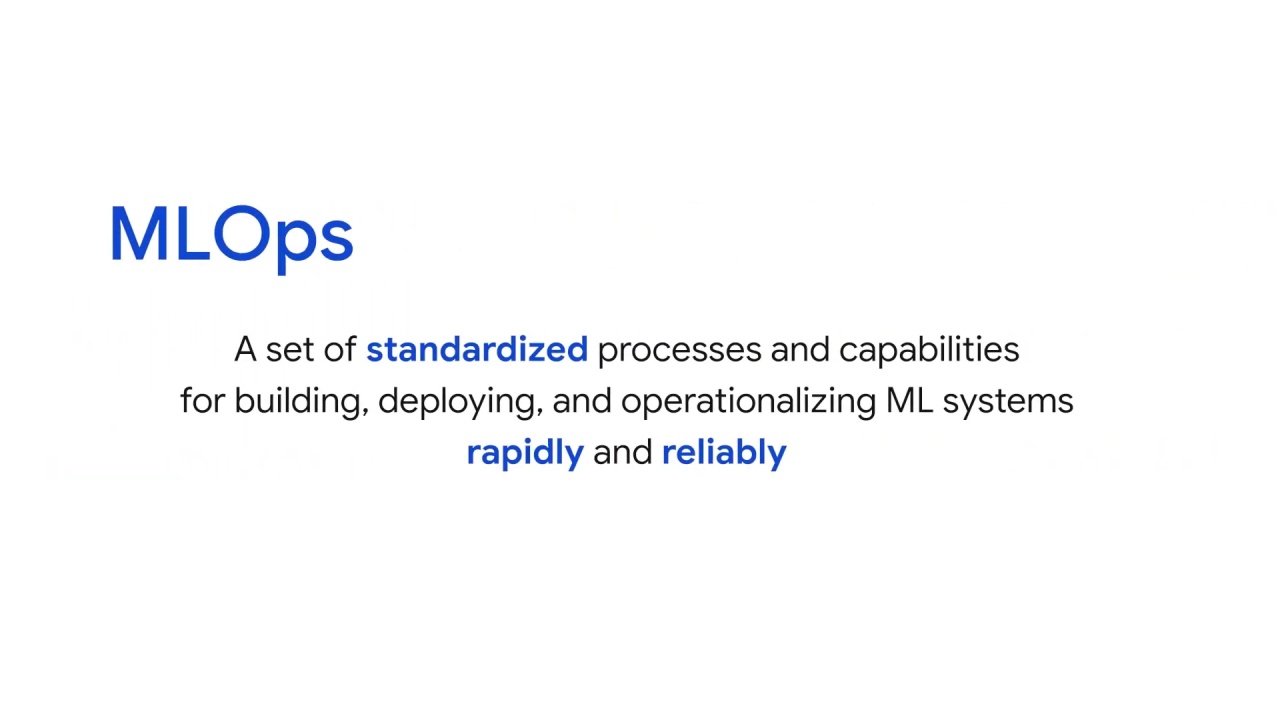 MLOps
A set of standardized processes and capabilities
for building, deploying, and operationalizing ML systems
rapidly and reliably